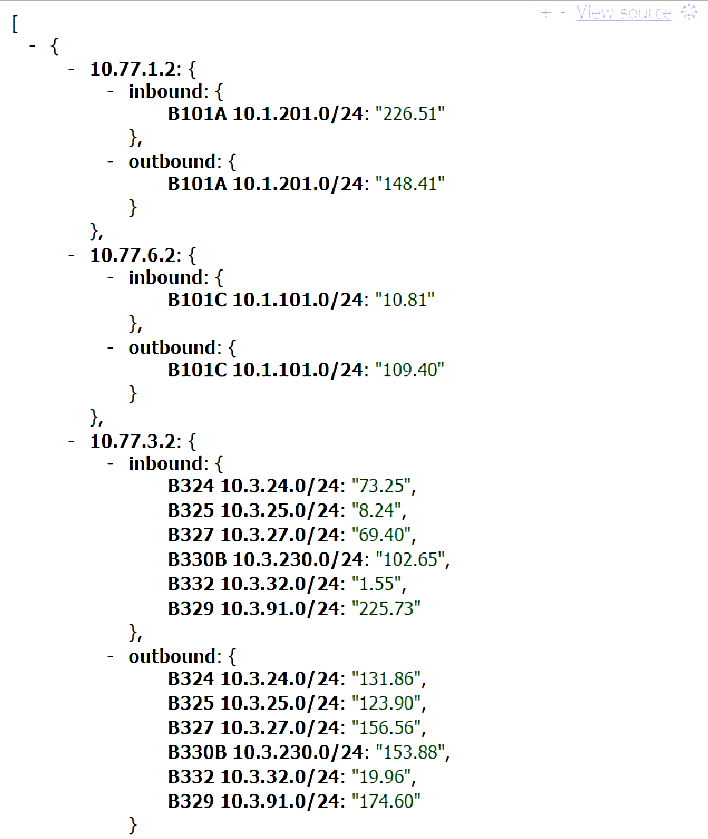 + - View source
[
- {
- 10.77.1.2: {
- inbound: {
B101A 10.1.201.0/24: "226.51"
},
- outbound: {
B101A 10.1.201.0/24: "148.41"
}
},
- 10.77.6.2: {
- inbound: {
B101C 10.1.101.0/24: "10.81"
},
- outbound: {
B101C 10.1.101.0/24: "109.40"
}
},
- 10.77.3.2: {
- inbound: {
B324 10.3.24.0/24: "73.25",
B325 10.3.25.0/24: "8.24",
B327 10.3.27.0/24: "69.40",
B330B 10.3.230.0/24: "102.65",
B332 10.3.32.0/24: "1.55",
B329 10.3.91.0/24: "225.73"
},
- outbound: {
B324 10.3.24.0/24: "131.86",
B325 10.3.25.0/24: "123.90",
B327 10.3.27.0/24: "156.56",
B330B 10.3.230.0/24: "153.88",
B332 10.3.32.0/24: "19.96",
B329 10.3.91.0/24: "174.60"
}